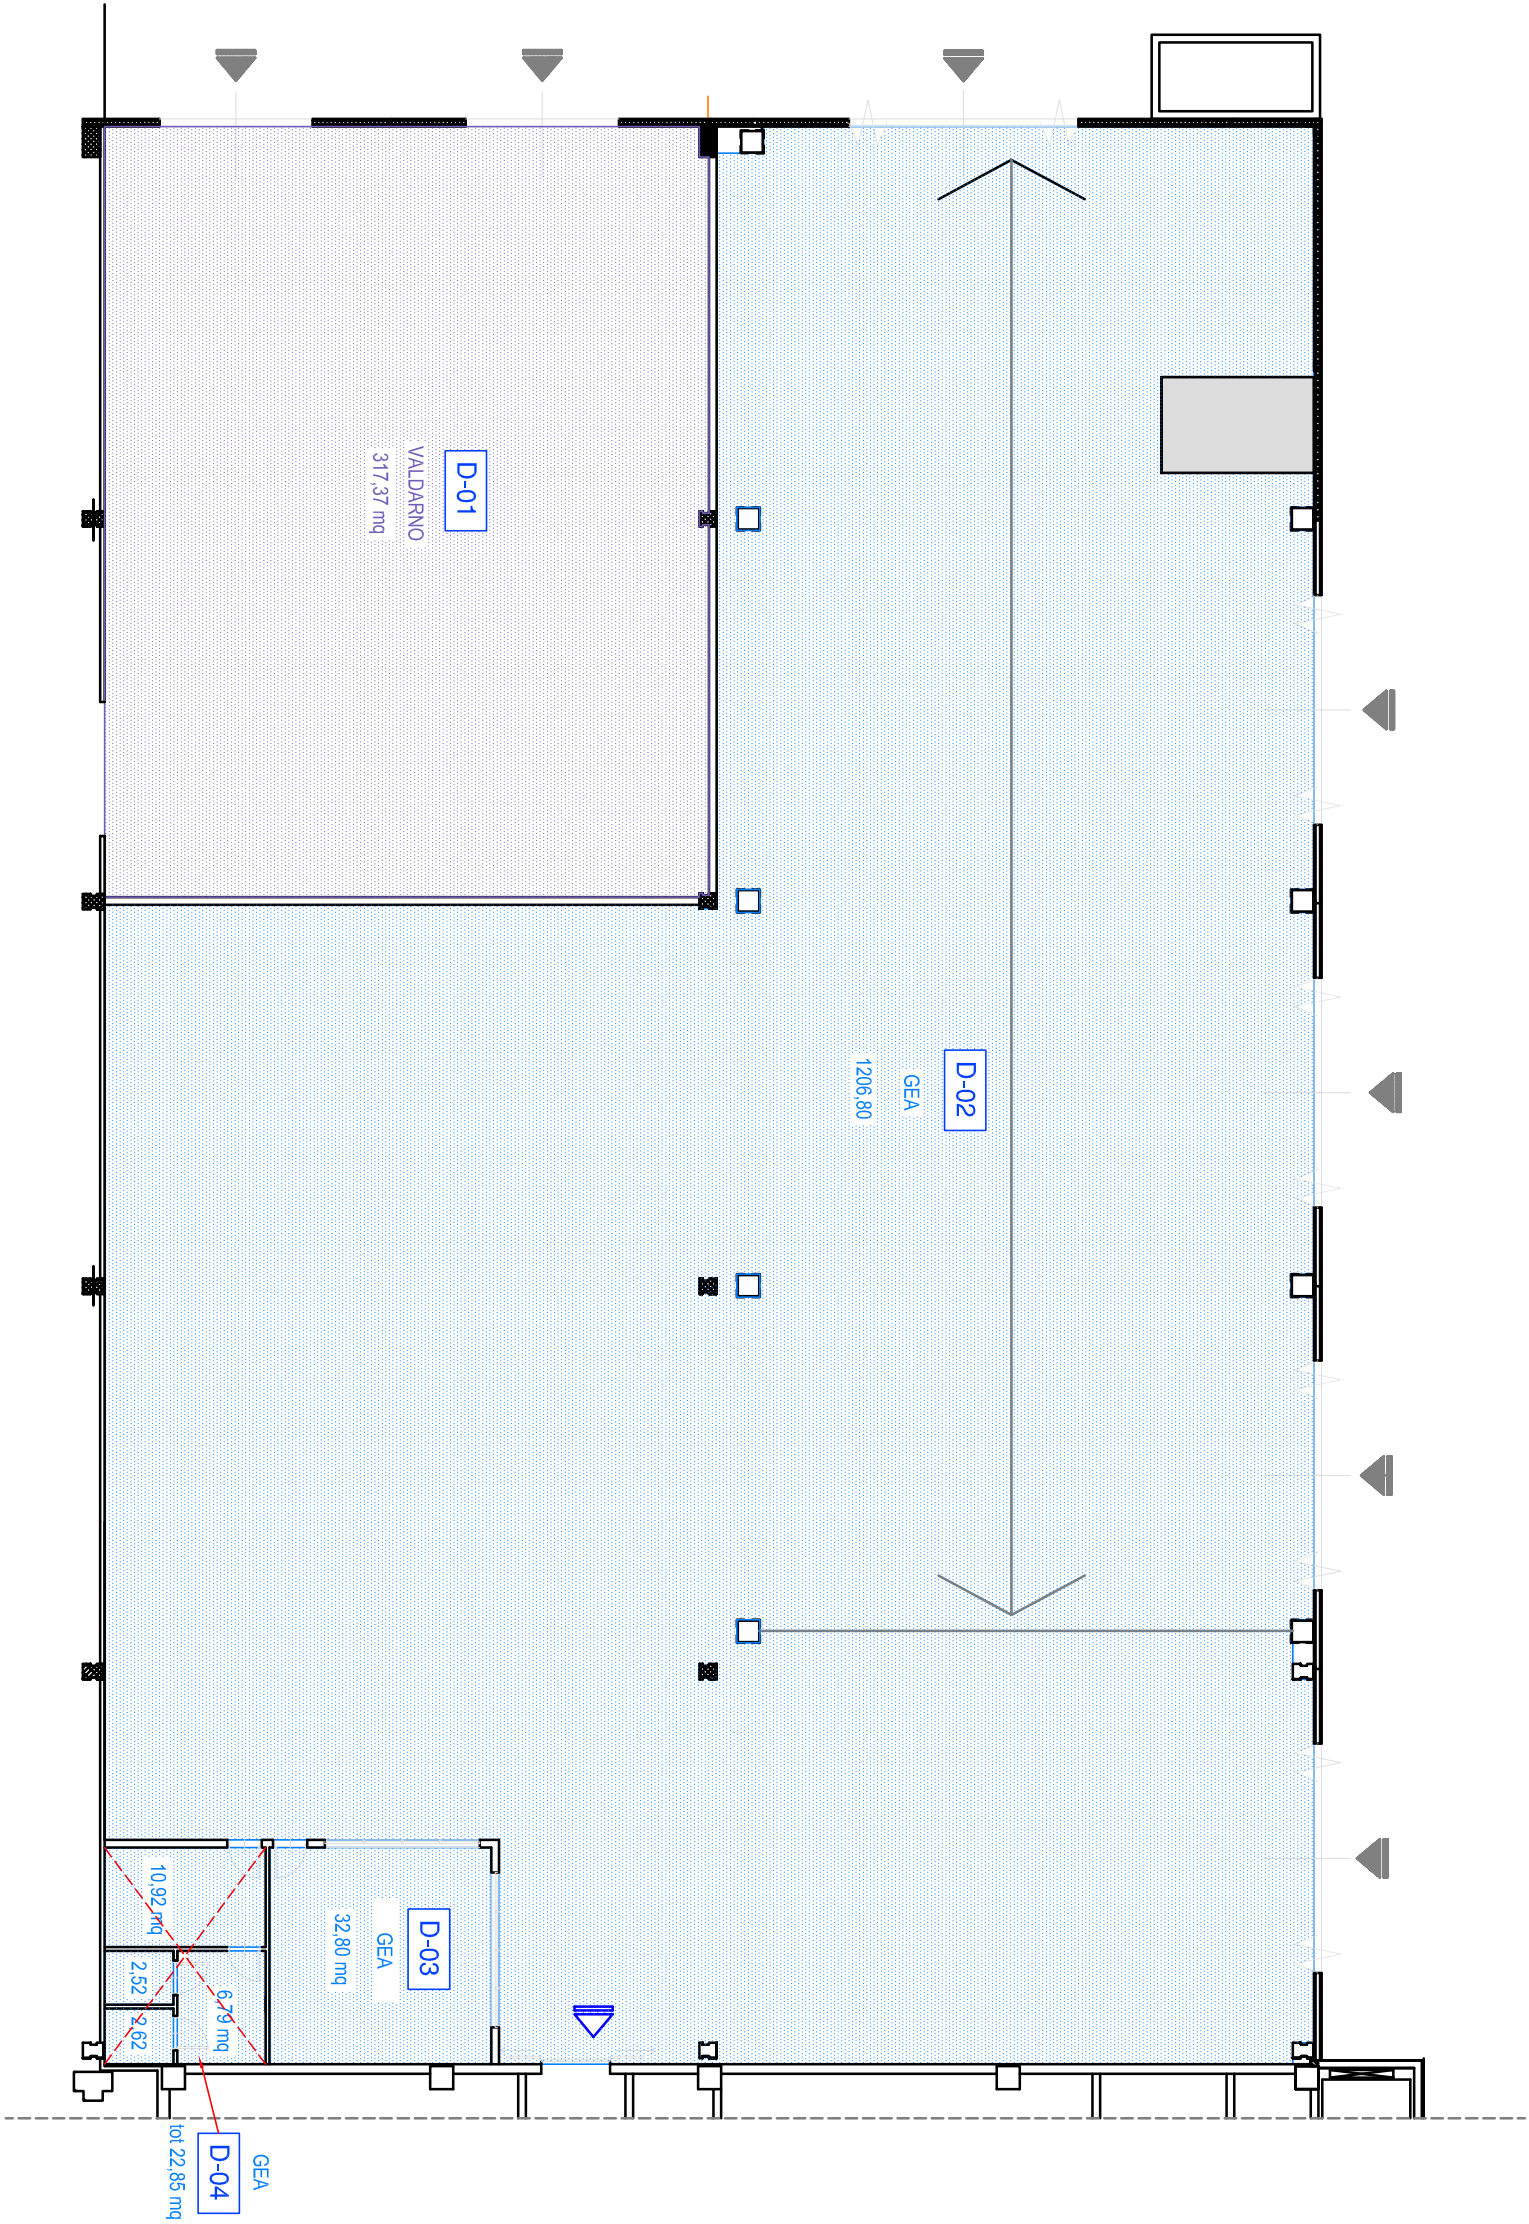 D-01
VALDARNO
317,37 mq
D-02
GEA
1206,80
D-03
GEA
32,80 mq
10,92 mq
6,79 mq
2,52
2,62
GEA
D-04
tot 22,85 mq